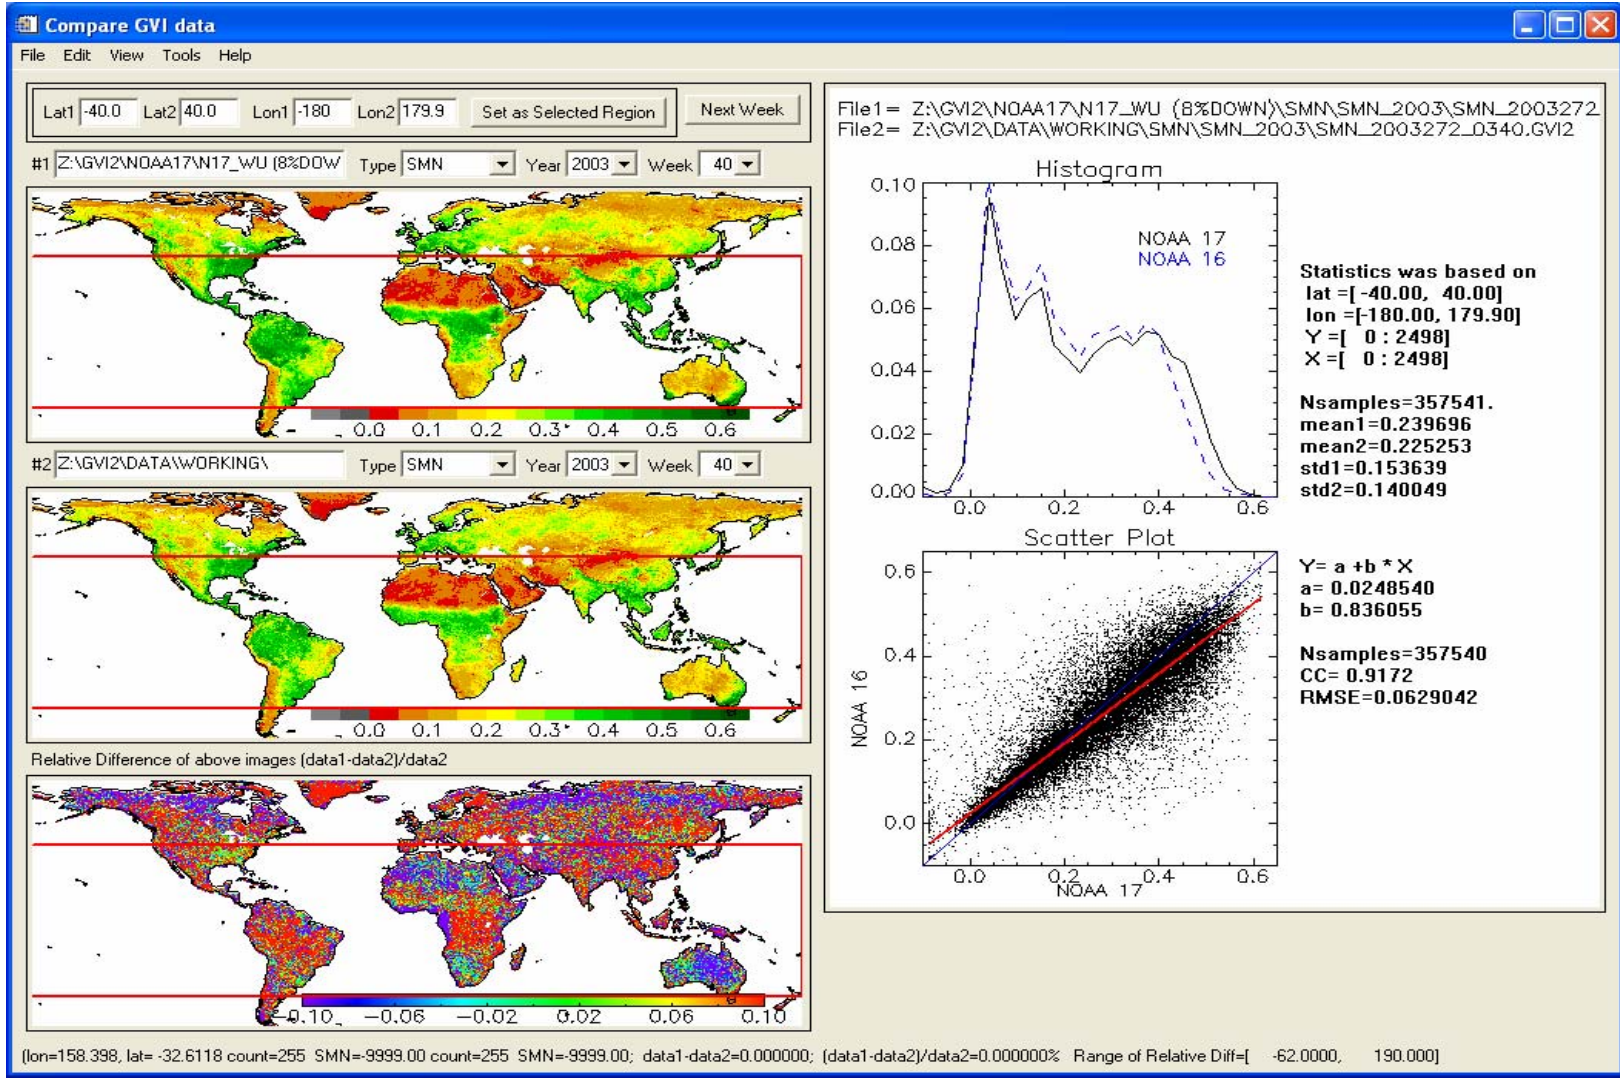 Compare GVI data
File Edit View Tools Help
Lat1 -40.0 Lat2 40.0 Lon1 -180 Lon2 179.9 Set as Selected Region Next Week
#1 Z:\GVI2\NOAA17\N17_WU (8%DOW Type SMN Year 2003 Week 40
0.0 0.1 0.2 0.3 0.4 0.5 0.6
#2 Z:\GVI2\DATA\WORKING\ Type SMN Year 2003 Week 40
0.0 0.1 0.2 0.3 0.4 0.5 0.6
Relative Difference of above images (data1-data2)/data2
-0.10 -0.06 -0.02 0.02 0.06 0.10
File1= Z:\GVI2\NOAA17\N17_WU (8%DOWN)\SMN\SMN_2003\SMN_2003272
File2= Z:\GVI2\DATA\WORKING\SMN\SMN_2003\SMN_2003272_0340.GVI2
Histogram
0.10
0.08
0.06
0.04
0.02
0.00
0.0 0.2 0.4 0.6
NOAA 17
NOAA 16
Statistics was based on
lat =[ -40.00, 40.00]
lon =[-180.00, 179.90]
Y =[ 0 : 2498]
X =[ 0 : 2498]
Nsamples=357541.
mean1=0.239696
mean2=0.225253
std1=0.153639
std2=0.140049
Scatter Plot
0.6
0.4
0.2
0.0
NOAA 16
0.0 0.2 0.4 0.6
NOAA 17
Y= a +b * X
a= 0.0248540
b= 0.836055
Nsamples=357540
CC= 0.9172
RMSE=0.0629042
(lon=158.398, lat= -32.6118 count=255 SMN=-9999.00 count=255 SMN=-9999.00; data1-data2=0.000000; (data1-data2)/data2=0.000000% Range of Relative Diff=[ -62.0000, 190.000]